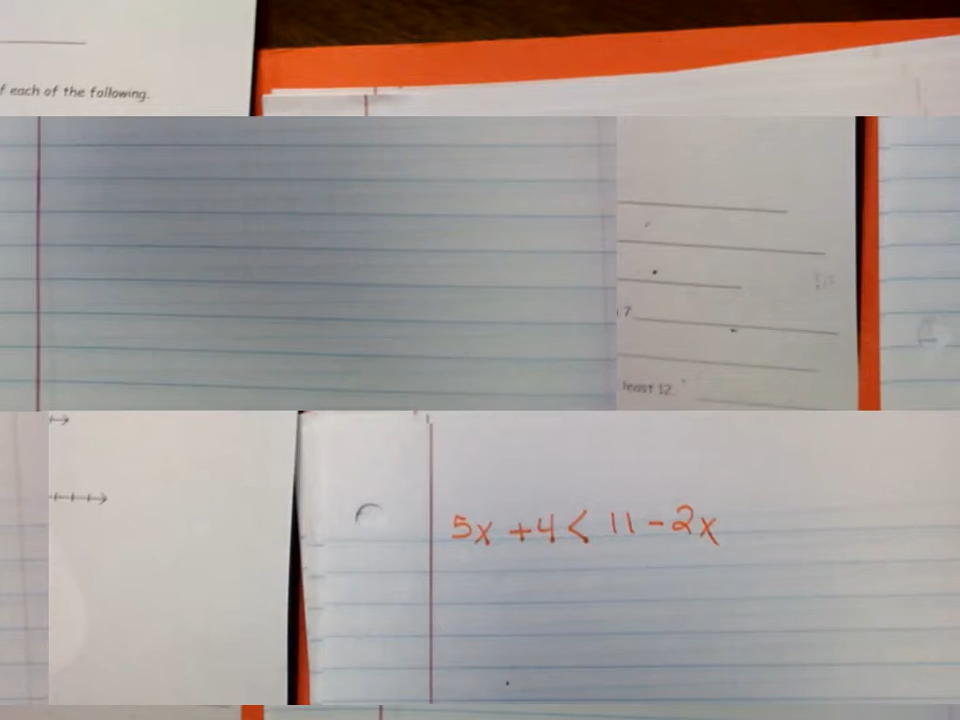 f each of the following.
7
least 12.
5x + 4 < 11 - 2x